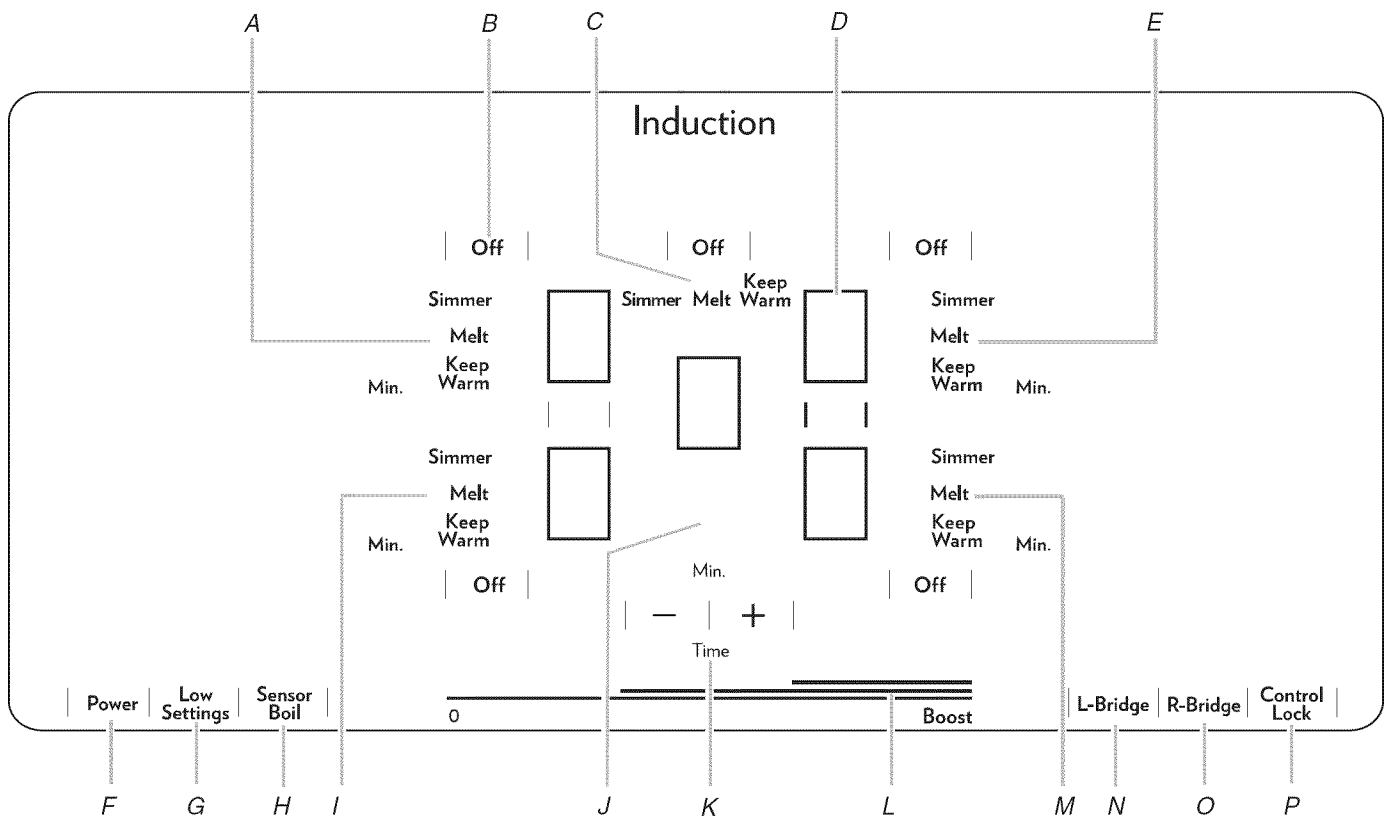 A B C D E
Induction
Off Off Off
Keep
Simmer Simmer Melt Warm Simmer
Melt Melt
Keep Keep
Min. Warm Warm Min.
Simmer Simmer
Melt Melt
Keep Keep
Min. Warm Warm Min.
Min.
Off Off
− +
Time
Power Low Settings Sensor Boil L-Bridge R-Bridge Control Lock
0 Boost
F G H I J K L M N O P